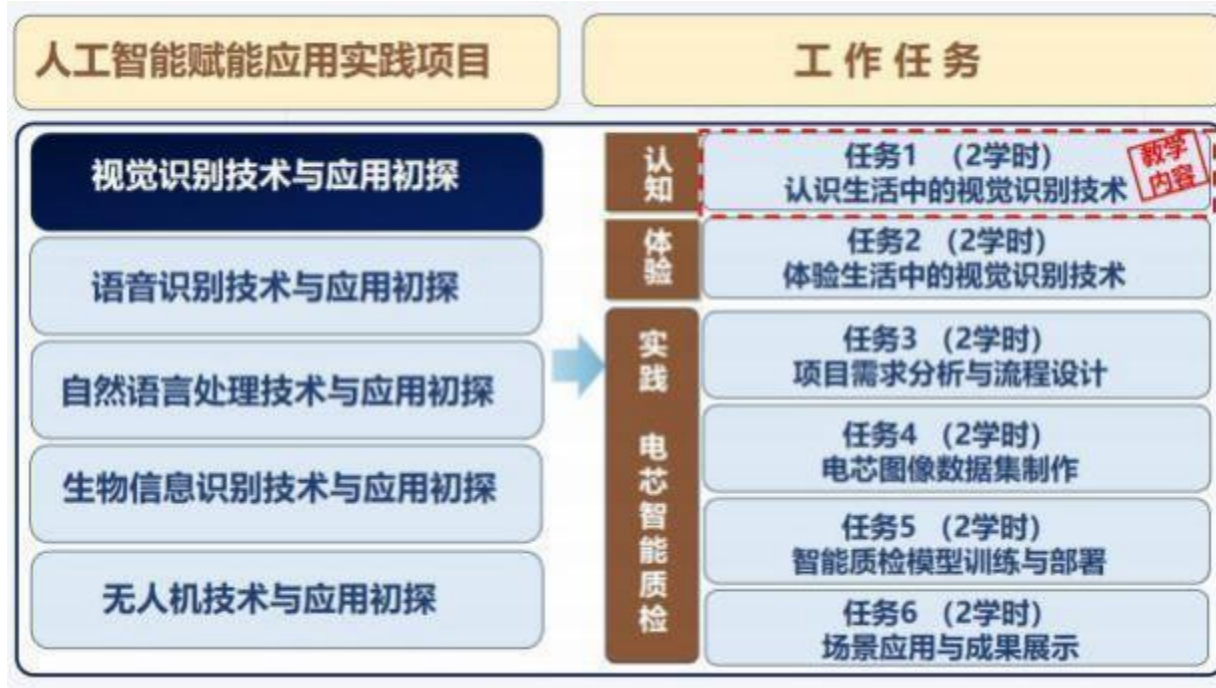 人工智能赋能应用实践项目
工作任务
视觉识别技术与应用初探
语音识别技术与应用初探
自然语言处理技术与应用初探
生物信息识别技术与应用初探
无人机技术与应用初探
认知
任务1 (2学时)
认识生活中的视觉识别技术
教学
内容
体验
任务2 (2学时)
体验生活中的视觉识别技术
实践 电芯智能质检
任务3 (2学时)
项目需求分析与流程设计
任务4 (2学时)
电芯图像数据集制作
任务5 (2学时)
智能质检模型训练与部署
任务6 (2学时)
场景应用与成果展示